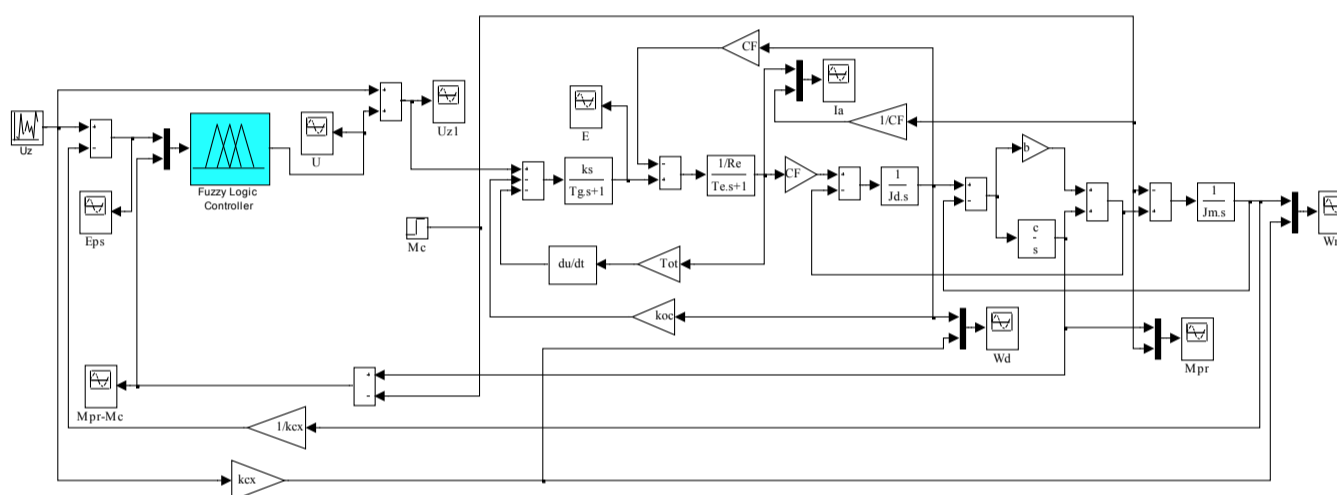 CF
Ia
1/CF
Uz
U
Uz1
E
Fuzzy Logic
Controller
ks
Tg.s+1
1/Re
Te.s+1
CF
1
Jd.s
b
c
s
1
Jm.s
Eps
Mc
du/dt
Tot
koc
Wd
Mpr
Mpr-Mc
1/kcx
kcx